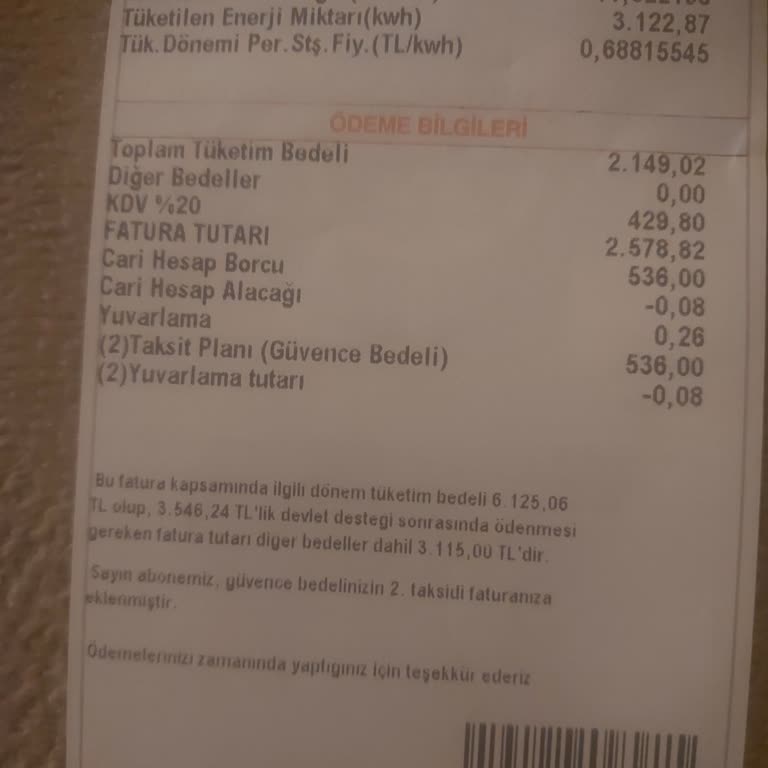 Tüketilen Enerji Miktarı(kwh) 3.122,87
Tük.Dönemi Per.Stş.Fiy.(TL/kwh) 0,68815545
ÖDEME BİLGİLERİ
Toplam Tüketim Bedeli 2.149,02
Diğer Bedeller 0,00
KDV %20 429,80
FATURA TUTARI 2.578,82
Cari Hesap Borcu 536,00
Cari Hesap Alacağı -0,08
Yuvarlama 0,26
(2)Taksit Planı (Güvence Bedeli) 536,00
(2)Yuvarlama tutarı -0,08
Bu fatura kapsamında ilgili dönem tüketim bedeli 6.125,06
TL olup, 3.546,24 TL'lik devlet desteği sonrasında ödenmesi
gereken fatura tutarı diğer bedeller dahil 3.115,00 TL'dir.
Sayın abonemiz, güvence bedelinizin 2. taksidi faturanıza
eklenmiştir.
Ödemelerinizi zamanında yaptığınız için teşekkür ederiz